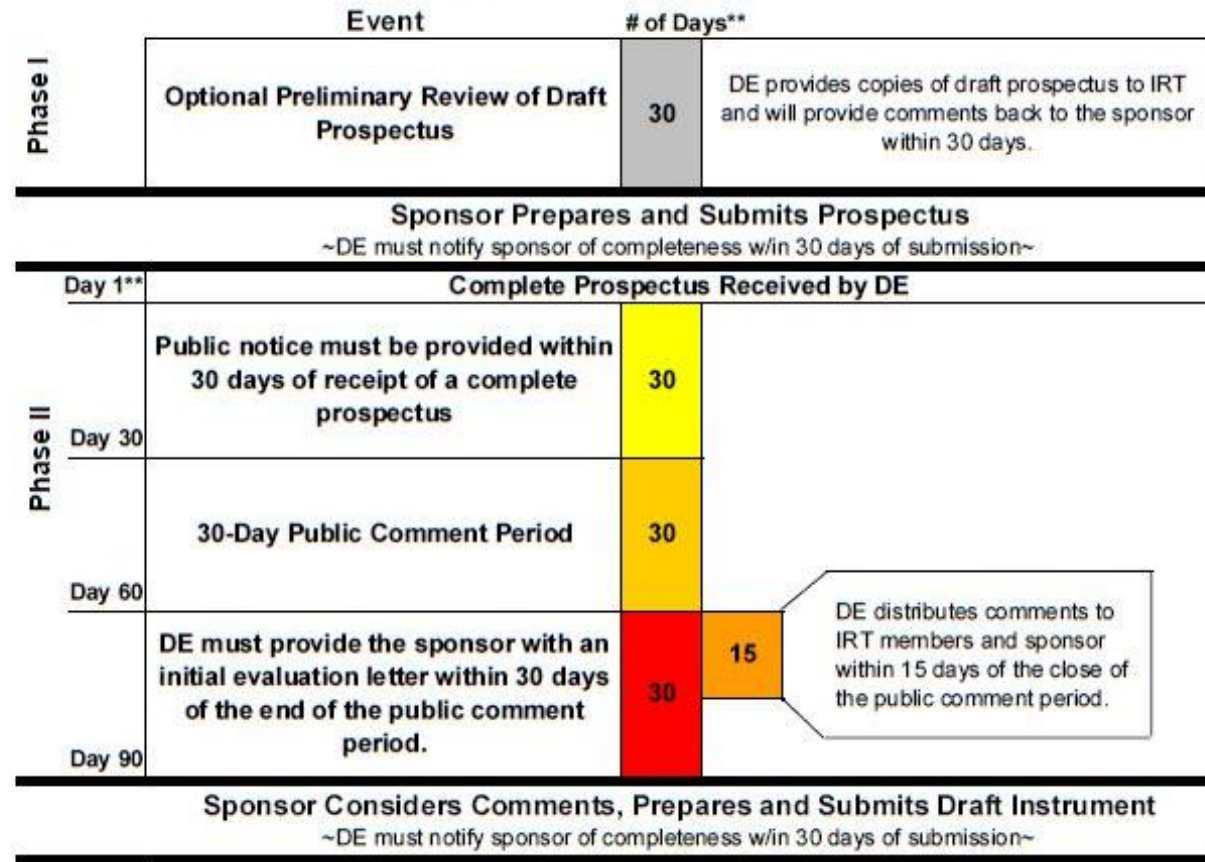 Event # of Days**
Phase I
Optional Preliminary Review of Draft
Prospectus
30
DE provides copies of draft prospectus to IRT
and will provide comments back to the sponsor
within 30 days.
Sponsor Prepares and Submits Prospectus
~DE must notify sponsor of completeness w/in 30 days of submission~
Phase II
Day 1** Complete Prospectus Received by DE
Public notice must be provided within
30 days of receipt of a complete
prospectus
30
Day 30
30-Day Public Comment Period
30
Day 60
DE must provide the sponsor with an
initial evaluation letter within 30 days
of the end of the public comment
period.
30
15
DE distributes comments to
IRT members and sponsor
within 15 days of the close of
the public comment period.
Day 90
Sponsor Considers Comments, Prepares and Submits Draft Instrument
~DE must notify sponsor of completeness w/in 30 days of submission~